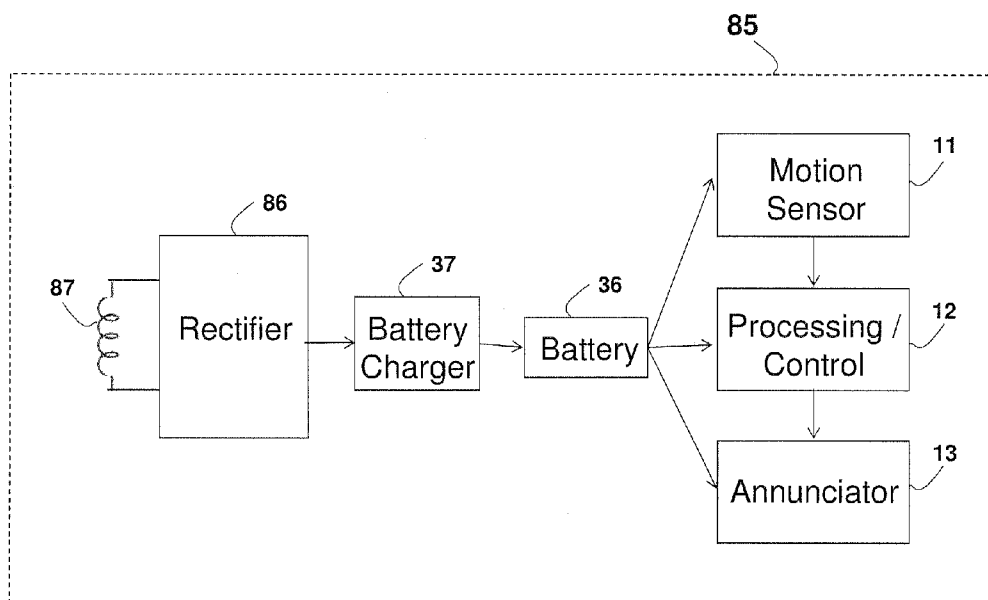 85
11
Motion
Sensor
86
87
Rectifier
37
Battery
Charger
36
Battery
12
Processing /
Control
13
Annunciator